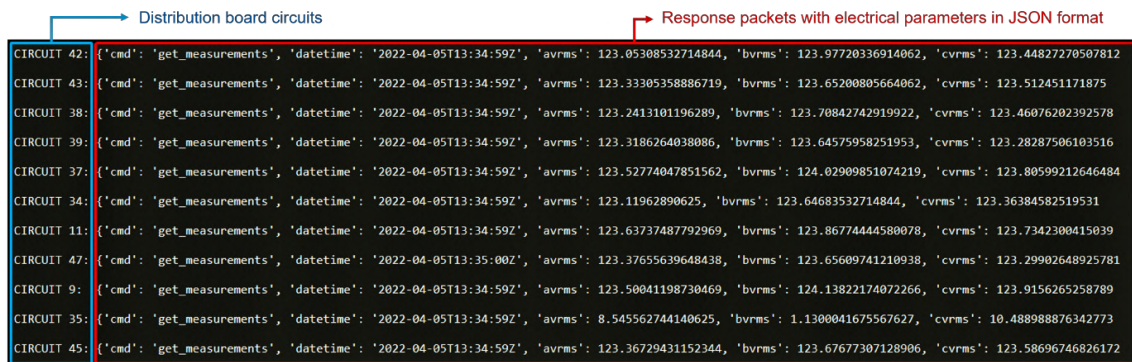 Distribution board circuits
Response packets with electrical parameters in JSON format
CIRCUIT 42: {'cmd': 'get_measurements', 'datetime': '2022-04-05T13:34:59Z', 'avrms': 123.05308532714844, 'bvrms': 123.97720336914062, 'cvrms': 123.44827270507812
CIRCUIT 43: {'cmd': 'get_measurements', 'datetime': '2022-04-05T13:34:59Z', 'avrms': 123.33305358886719, 'bvrms': 123.65200805664062, 'cvrms': 123.512451171875
CIRCUIT 38: {'cmd': 'get_measurements', 'datetime': '2022-04-05T13:34:59Z', 'avrms': 123.2413101196289, 'bvrms': 123.70842742919922, 'cvrms': 123.46076202392578
CIRCUIT 39: {'cmd': 'get_measurements', 'datetime': '2022-04-05T13:34:59Z', 'avrms': 123.3186264038086, 'bvrms': 123.64575958251953, 'cvrms': 123.28287506103516
CIRCUIT 37: {'cmd': 'get_measurements', 'datetime': '2022-04-05T13:34:59Z', 'avrms': 123.52774047851562, 'bvrms': 124.02909851074219, 'cvrms': 123.80599212646484
CIRCUIT 34: {'cmd': 'get_measurements', 'datetime': '2022-04-05T13:34:59Z', 'avrms': 123.11962890625, 'bvrms': 123.64683532714844, 'cvrms': 123.36384582519531
CIRCUIT 11: {'cmd': 'get_measurements', 'datetime': '2022-04-05T13:34:59Z', 'avrms': 123.63737487792969, 'bvrms': 123.86774444580078, 'cvrms': 123.7342300415039
CIRCUIT 47: {'cmd': 'get_measurements', 'datetime': '2022-04-05T13:35:00Z', 'avrms': 123.37655639648438, 'bvrms': 123.65609741210938, 'cvrms': 123.29902648925781
CIRCUIT 9: {'cmd': 'get_measurements', 'datetime': '2022-04-05T13:34:59Z', 'avrms': 123.50041198730469, 'bvrms': 124.13822174072266, 'cvrms': 123.9156265258789
CIRCUIT 35: {'cmd': 'get_measurements', 'datetime': '2022-04-05T13:34:59Z', 'avrms': 8.545562744140625, 'bvrms': 1.1300041675567627, 'cvrms': 10.488988876342773
CIRCUIT 45: {'cmd': 'get_measurements', 'datetime': '2022-04-05T13:34:59Z', 'avrms': 123.36729431152344, 'bvrms': 123.67677307128906, 'cvrms': 123.58696746826172